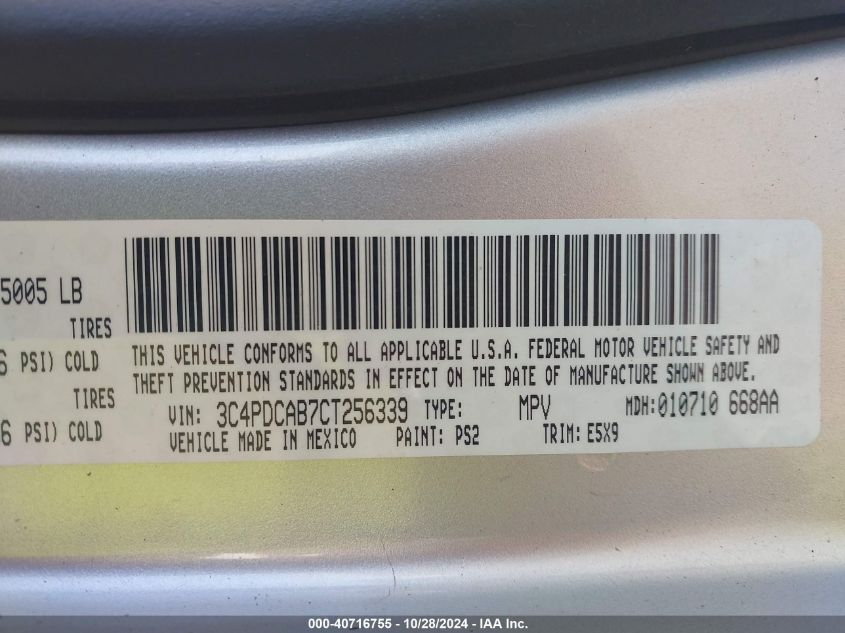 5005 LB
TIRES
6 PSI) COLD
TIRES
6 PSI) COLD
THIS VEHICLE CONFORMS TO ALL APPLICABLE U.S.A. FEDERAL MOTOR VEHICLE SAFETY AND
THEFT PREVENTION STANDARDS IN EFFECT ON THE DATE OF MANUFACTURE SHOWN ABOVE.
VIN: 3C4PDCAB7CT256339 TYPE: MPV MDH:010710 668AA
VEHICLE MADE IN MEXICO PAINT: PS2 TRIM: E5X9
000-40716755 - 10/28/2024 - IAA Inc.